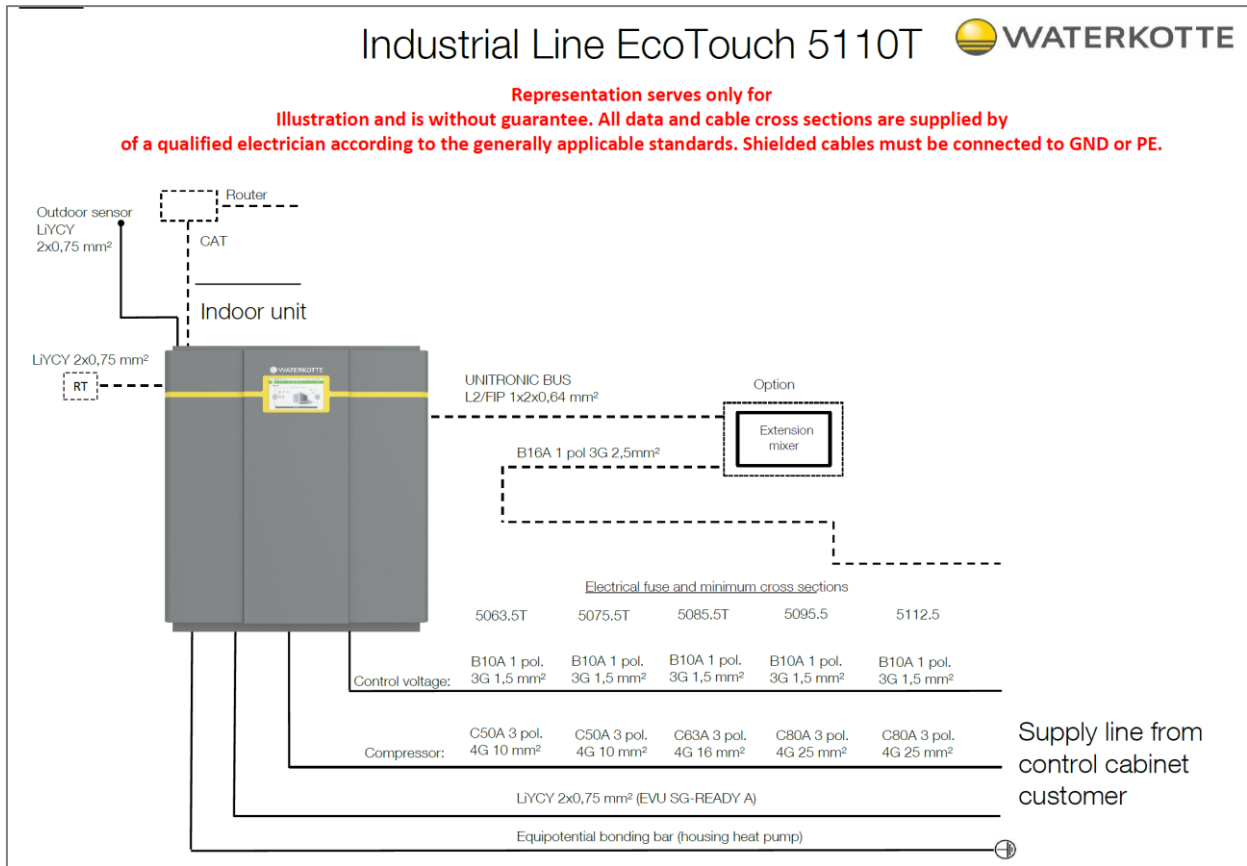 Industrial Line EcoTouch 5110T
WATERKOTTE
Representation serves only for
Illustration and is without guarantee. All data and cable cross sections are supplied by
of a qualified electrician according to the generally applicable standards. Shielded cables must be connected to GND or PE.
Router
Outdoor sensor
LiYCY
2x0,75 mm²
CAT
Indoor unit
LiYCY 2x0,75 mm²
RT
WATERKOTTE
UNITRONIC BUS
L2/FIP 1x2x0,64 mm²
Option
Extension
mixer
B16A 1 pol 3G 2,5mm²
Electrical fuse and minimum cross sections
5063.5T 5075.5T 5085.5T 5095.5 5112.5
B10A 1 pol. B10A 1 pol. B10A 1 pol. B10A 1 pol. B10A 1 pol.
Control voltage: 3G 1,5 mm² 3G 1,5 mm² 3G 1,5 mm² 3G 1,5 mm² 3G 1,5 mm²
C50A 3 pol. C50A 3 pol. C63A 3 pol. C80A 3 pol. C80A 3 pol.
Compressor: 4G 10 mm² 4G 10 mm² 4G 16 mm² 4G 25 mm² 4G 25 mm²
Supply line from
control cabinet
customer
LiYCY 2x0,75 mm² (EVU SG-READY A)
Equipotential bonding bar (housing heat pump)